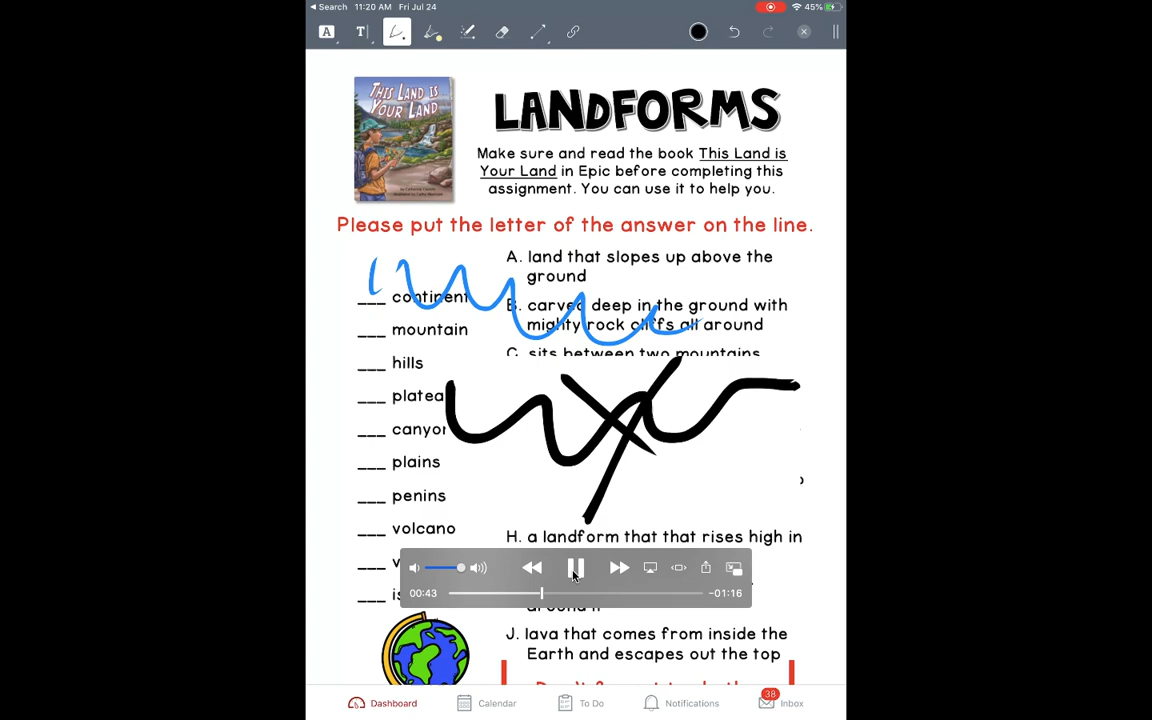 Search 11:20 AM Fri Jul 24 45%
A T
THIS LAND IS
YOUR LAND
LANDFORMS
Make sure and read the book This Land is
Your Land in Epic before completing this
assignment. You can use it to help you.
Please put the letter of the answer on the line.
___ continent
___ mountain
___ hills
___ platea
___ canyon
___ plains
___ penins
___ volcano
___ v
___ is
A. land that slopes up above the
ground
B. carved deep in the ground with
mighty rock cliffs all around
C. sits between two mountains
H. a landform that that rises high in
around it
J. lava that comes from inside the
Earth and escapes out the top
00:43 -01:16
Dashboard Calendar To Do Notifications 38 Inbox